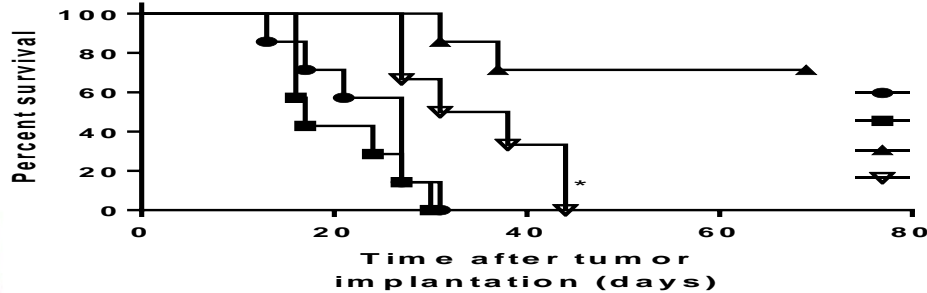 Percent survival
100
80
60
40
20
0
0 20 40 60 80
*
Time after tumor
implantation (days)